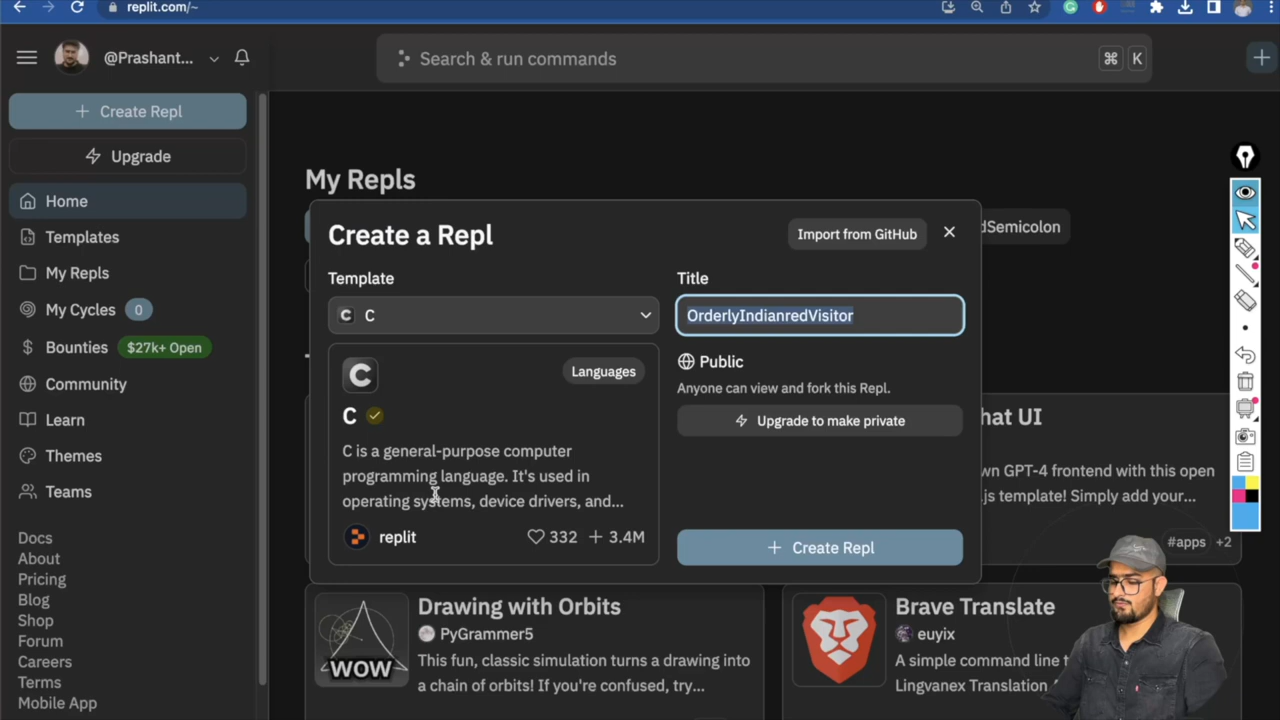 replit.com/~
@Prashant...
Search & run commands
⌘ K
+ Create Repl
Upgrade
Home
Templates
My Repls
My Cycles 0
Bounties $27k+ Open
Community
Learn
Themes
Teams
Docs
About
Pricing
Blog
Shop
Forum
Careers
Terms
Mobile App
My Repls
dSemicolon
Create a Repl
Import from GitHub
Template
C C
C
Languages
C
C is a general-purpose computer
programming language. It's used in
operating systems, device drivers, and...
replit
332 + 3.4M
Title
OrderlyIndianredVisitor
Public
Anyone can view and fork this Repl.
Upgrade to make private
+ Create Repl
hat UI
wn GPT-4 frontend with this open
.js template! Simply add your...
#apps +2
WOW
Drawing with Orbits
PyGrammer5
This fun, classic simulation turns a drawing into
a chain of orbits! If you're confused, try...
Brave Translate
euyix
A simple command line t
Lingvanex Translation A